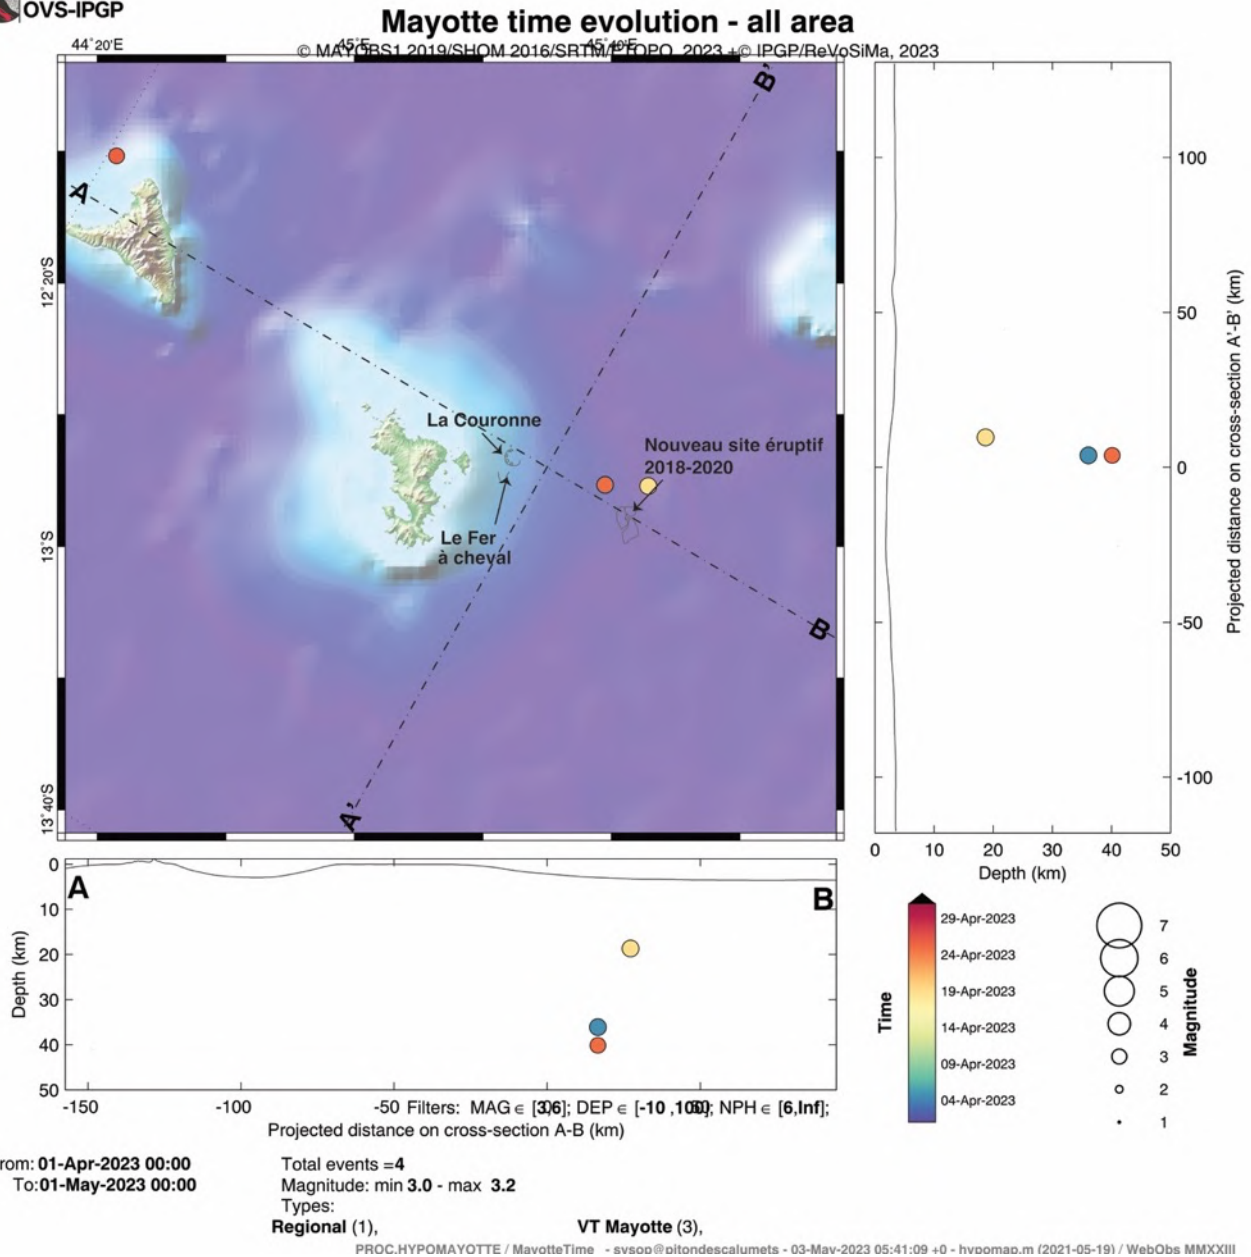 OVS-IPGP
Mayotte time evolution - all area
© MAYOBS1 2019/SHOM 2016/SRTM/ETOPO, 2023 +© IPGP/ReVoSiMa, 2023
44°20'E
45°E
45°40'E
12°20'S
13°S
13°40'S
A
B'
La Couronne
Nouveau site éruptif
2018-2020
Le Fer
à cheval
B
A'
100
50
0
-50
-100
Projected distance on cross-section A'-B' (km)
0 10 20 30 40 50
Depth (km)
A
B
0
10
20
30
40
50
Depth (km)
-150 -100 -50
Filters: MAG ∈ [3,6]; DEP ∈ [-10 ,100]; NPH ∈ [6,Inf];
Projected distance on cross-section A-B (km)
Time
29-Apr-2023
24-Apr-2023
19-Apr-2023
14-Apr-2023
09-Apr-2023
04-Apr-2023
7
6
5
4
3
2
1
Magnitude
rom: 01-Apr-2023 00:00
To:01-May-2023 00:00
Total events =4
Magnitude: min 3.0 - max 3.2
Types:
Regional (1), VT Mayotte (3),
PROC.HYPOMAYOTTE / MayotteTime - sysop@pitondescalumets - 03-May-2023 05:41:09 +0 - hypomap.m (2021-05-19) / WebObs MMXXIII